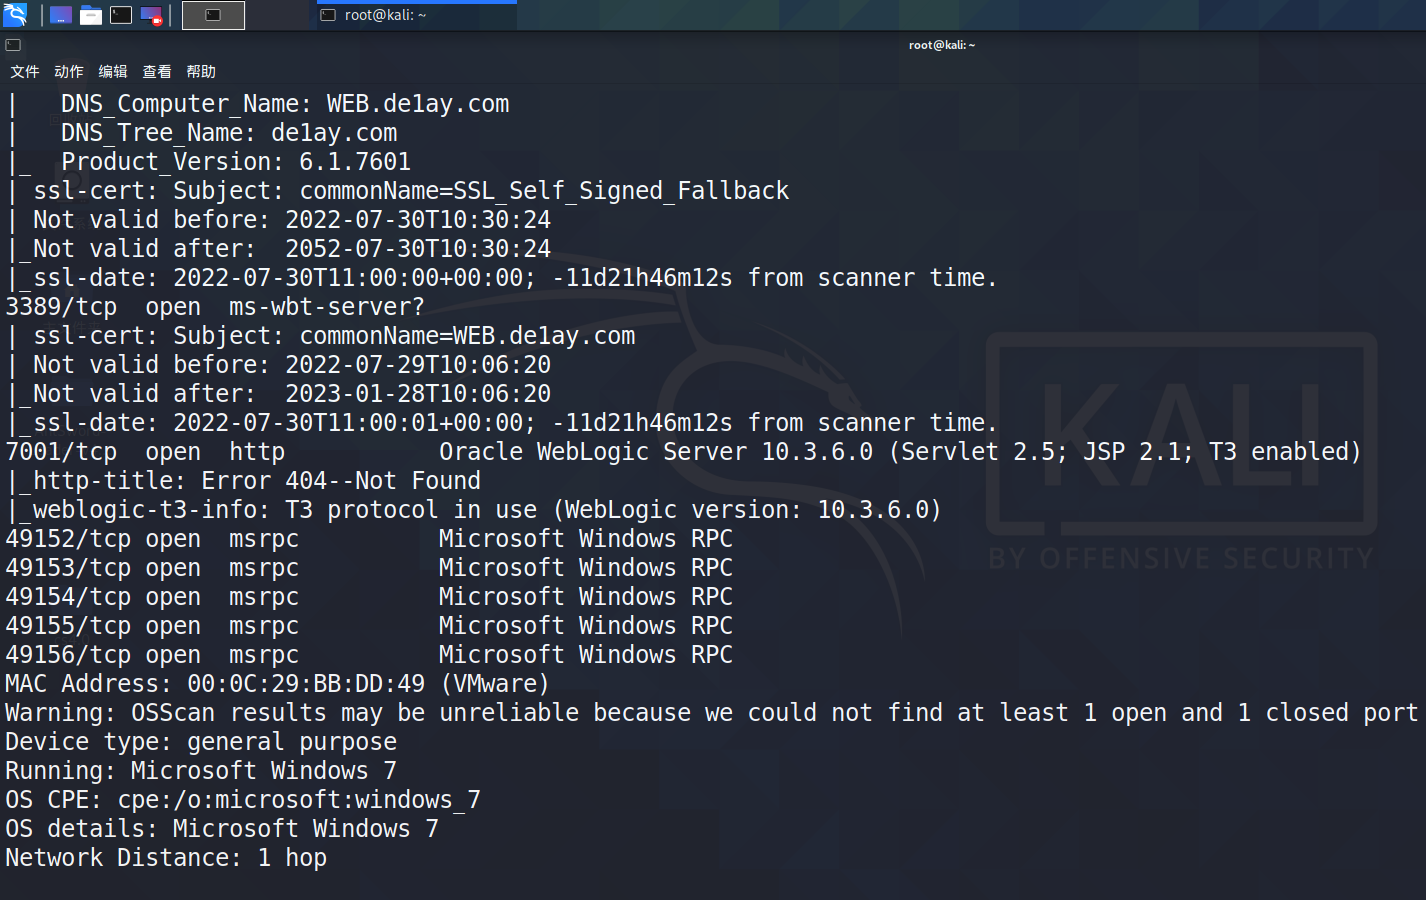 root@kali: ~
root@kali: ~
文件 动作 编辑 查看 帮助
|   DNS_Computer_Name: WEB.de1ay.com
|   DNS_Tree_Name: de1ay.com
|_  Product_Version: 6.1.7601
| ssl-cert: Subject: commonName=SSL_Self_Signed_Fallback
| Not valid before: 2022-07-30T10:30:24
|_Not valid after:  2052-07-30T10:30:24
|_ssl-date: 2022-07-30T11:00:00+00:00; -11d21h46m12s from scanner time.
3389/tcp  open  ms-wbt-server?
| ssl-cert: Subject: commonName=WEB.de1ay.com
| Not valid before: 2022-07-29T10:06:20
|_Not valid after:  2023-01-28T10:06:20
|_ssl-date: 2022-07-30T11:00:01+00:00; -11d21h46m12s from scanner time.
7001/tcp  open  http           Oracle WebLogic Server 10.3.6.0 (Servlet 2.5; JSP 2.1; T3 enabled)
|_http-title: Error 404--Not Found
|_weblogic-t3-info: T3 protocol in use (WebLogic version: 10.3.6.0)
49152/tcp open  msrpc          Microsoft Windows RPC
49153/tcp open  msrpc          Microsoft Windows RPC
49154/tcp open  msrpc          Microsoft Windows RPC
49155/tcp open  msrpc          Microsoft Windows RPC
49156/tcp open  msrpc          Microsoft Windows RPC
MAC Address: 00:0C:29:BB:DD:49 (VMware)
Warning: OSScan results may be unreliable because we could not find at least 1 open and 1 closed port
Device type: general purpose
Running: Microsoft Windows 7
OS CPE: cpe:/o:microsoft:windows_7
OS details: Microsoft Windows 7
Network Distance: 1 hop
KALI
BY OFFENSIVE SECURITY